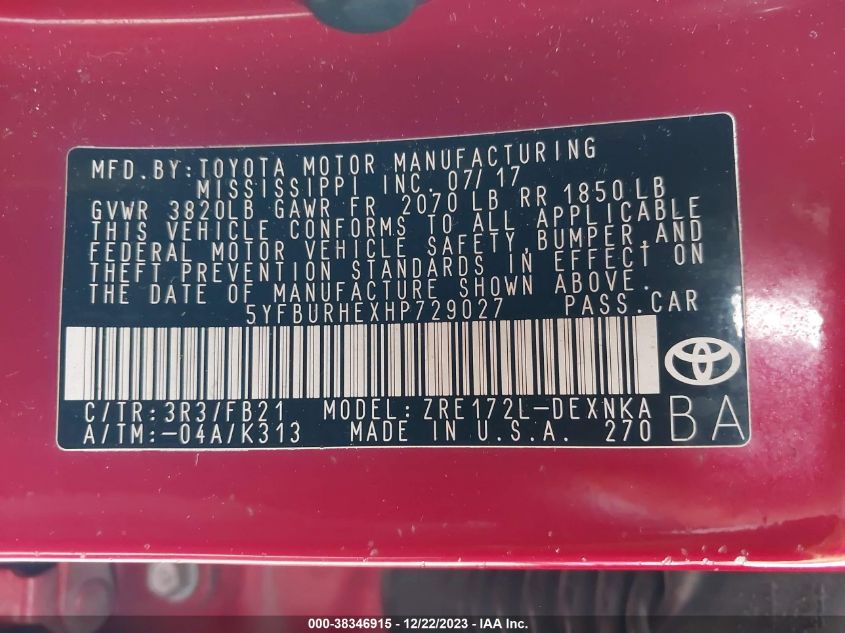 MFD. BY: TOYOTA MOTOR MANUFACTURING
MISSISSIPPI INC. 07/17
GVWR 3820LB GAWR FR 2070 LB RR 1850LB
THIS VEHICLE CONFORMS TO ALL APPLICABLE
FEDERAL MOTOR VEHICLE SAFETY,BUMPER,AND
THEFT PREVENTION STANDARDS IN EFFECT ON
THE DATE OF MANUFACTURE SHOWN ABOVE.
5YFBURHEXHP729027 PASS.CAR
C/TR:3R3/FB21 MODEL: ZRE172L-DEXNKA
A/TM:-04A/K313 MADE IN U.S.A. 270 BA
000-38346915 - 12/22/2023 - IAA Inc.